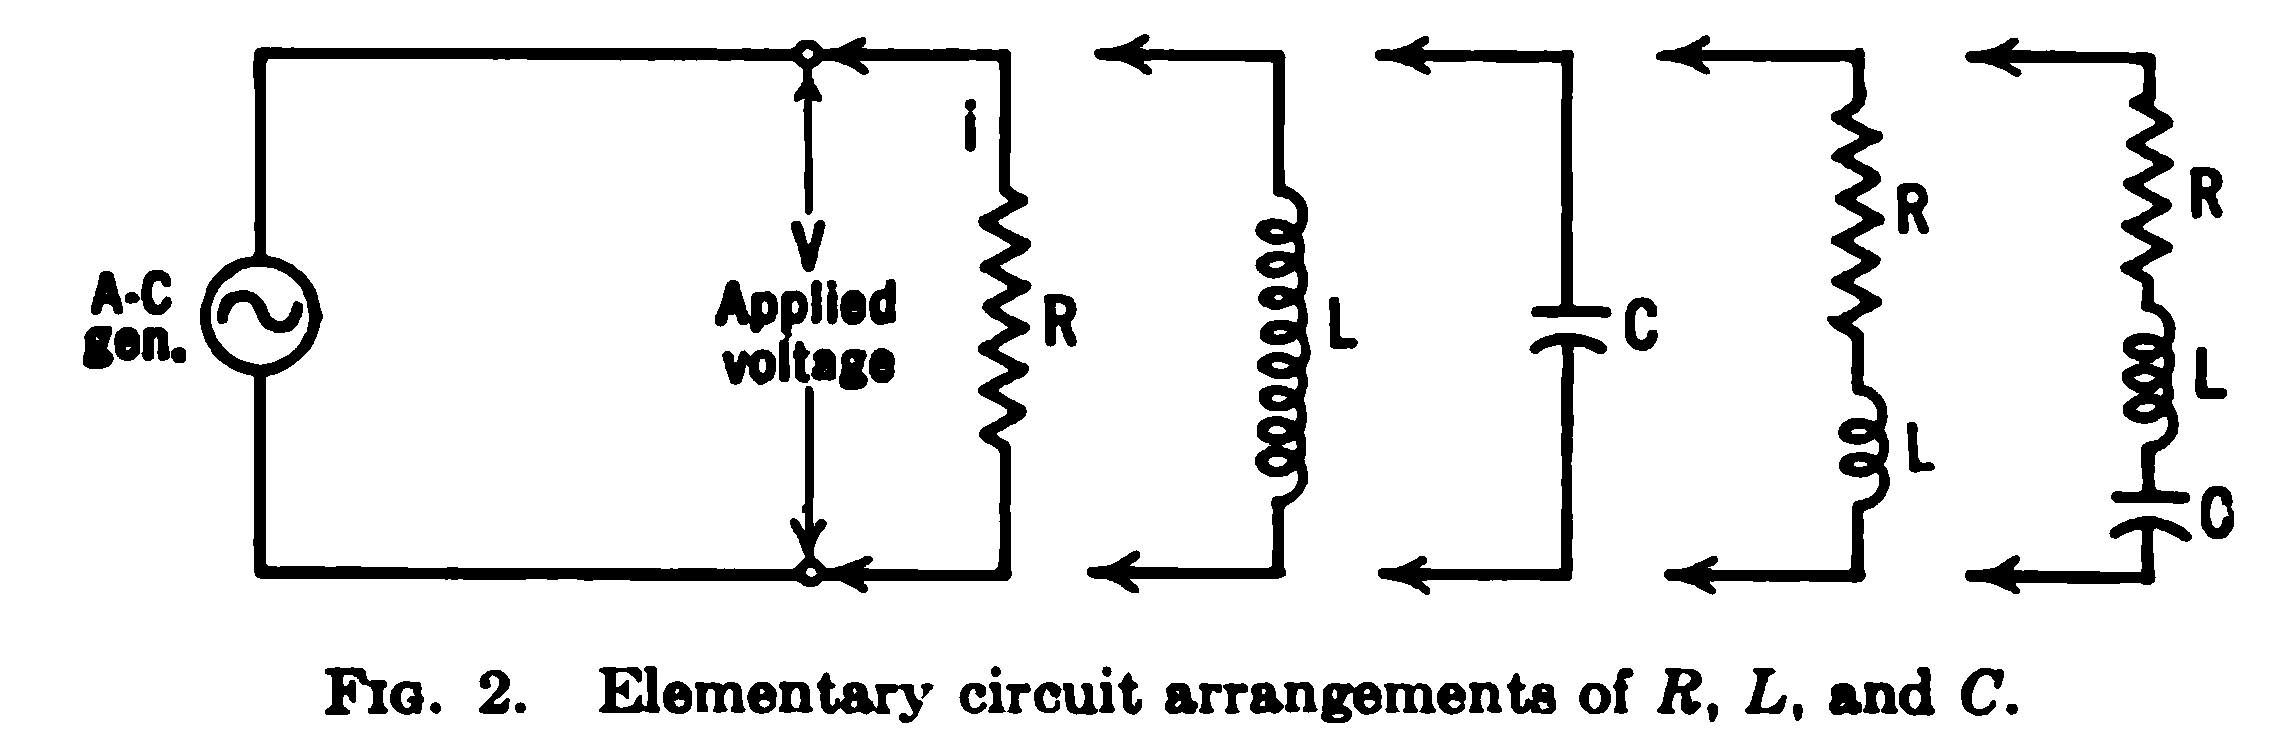 i
V
A-C
gen.
Applied
voltage
R
L
C
R
L
R
L
C
FIG. 2. Elementary circuit arrangements of R, L, and C.